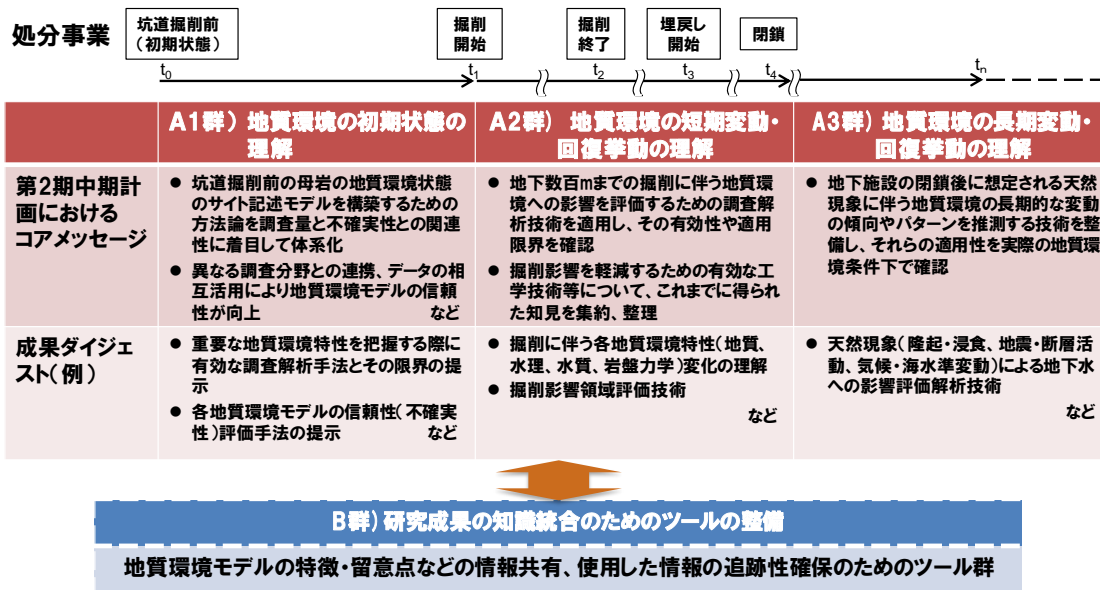 処分事業
坑道掘削前
（初期状態）
掘削
開始
掘削
終了
埋戻し
開始
閉鎖
t0
t1
t2
t3
t4
tn
A1群）地質環境の初期状態の
理解
A2群）地質環境の短期変動・
回復挙動の理解
A3群）地質環境の長期変動・
回復挙動の理解
第2期中期計
画における
コアメッセージ
● 坑道掘削前の母岩の地質環境状態
のサイト記述モデルを構築するための
方法論を調査量と不確実性との関連
性に着目して体系化
● 異なる調査分野との連携、データの相
互活用により地質環境モデルの信頼
性が向上 など
● 地下数百mまでの掘削に伴う地質環
境への影響を評価するための調査解
析技術を適用し、その有効性や適用
限界を確認
● 掘削影響を軽減するための有効な工
学技術等について、これまでに得られ
た知見を集約、整理
● 地下施設の閉鎖後に想定される天然
現象に伴う地質環境の長期的な変動
の傾向やパターンを推測する技術を整
備し、それらの適用性を実際の地質環
境条件下で確認
成果ダイジェ
スト（例）
● 重要な地質環境特性を把握する際に
有効な調査解析手法とその限界の提
示
● 各地質環境モデルの信頼性（不確実
性）評価手法の提示 など
● 掘削に伴う各地質環境特性（地質、
水理、水質、岩盤力学）変化の理解
● 掘削影響領域評価技術
など
● 天然現象（隆起・浸食、地震・断層活
動、気候・海水準変動）による地下水
への影響評価解析技術
など
B群）研究成果の知識統合のためのツールの整備
地質環境モデルの特徴・留意点などの情報共有、使用した情報の追跡性確保のためのツール群